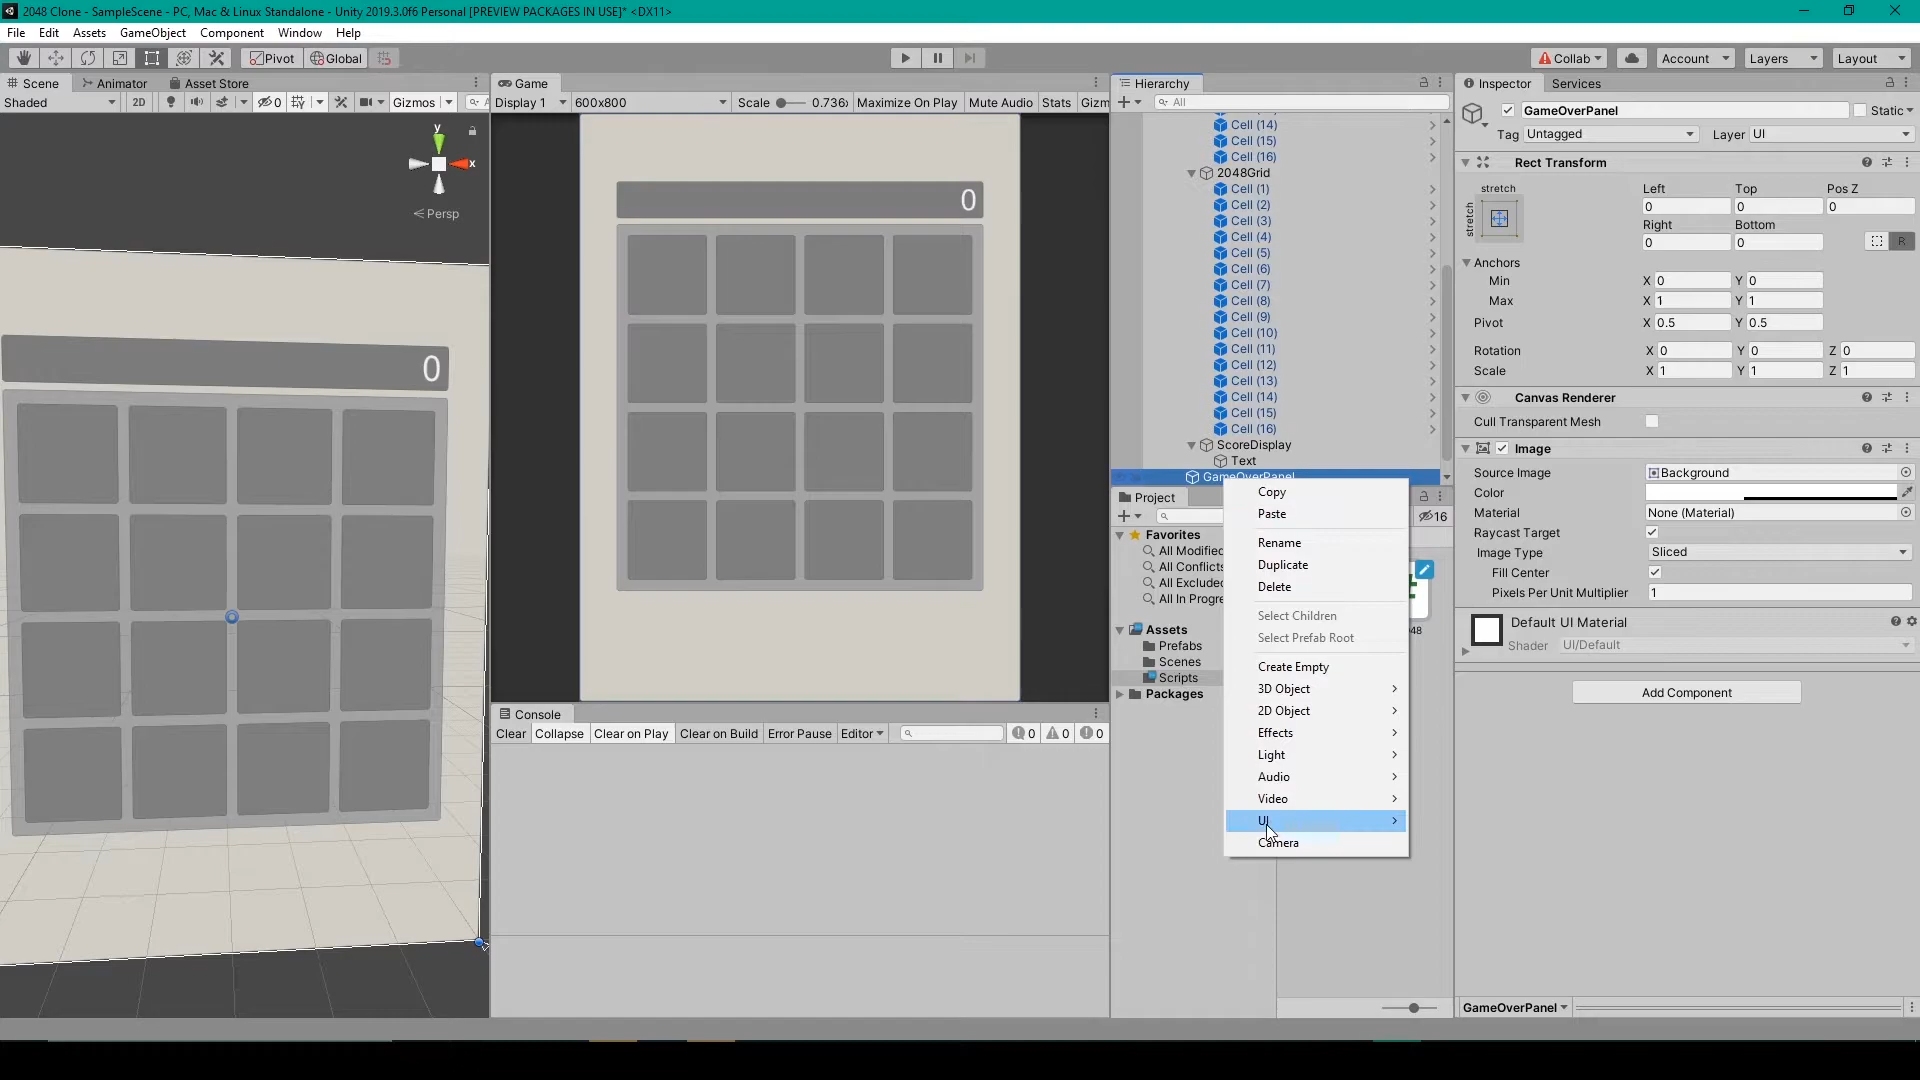 2048 Clone - SampleScene - PC, Mac & Linux Standalone - Unity 2019.3.0f6 Personal [PREVIEW PACKAGES IN USE]* <DX11>
File Edit Assets GameObject Component Window Help
Pivot Global Collab Account Layers Layout
Scene Animator Asset Store
Shaded 2D 0 Gizmos
y
x
Persp
0
Game
Display 1 600x800 Scale 0.736x Maximize On Play Mute Audio Stats Gizm
0
Console
Clear Collapse Clear on Play Clear on Build Error Pause Editor 0 0 0
Hierarchy
All
Cell (14)
Cell (15)
Cell (16)
2048Grid
Cell (1)
Cell (2)
Cell (3)
Cell (4)
Cell (5)
Cell (6)
Cell (7)
Cell (8)
Cell (9)
Cell (10)
Cell (11)
Cell (12)
Cell (13)
Cell (14)
Cell (15)
Cell (16)
ScoreDisplay
Text
GameOverPanel
Project
16
Favorites
All Modified
All Conflicts
All Excluded
All In Progre
Assets
Prefabs
Scenes
Scripts
Packages
Copy
Paste
Rename
Duplicate
Delete
Select Children
Select Prefab Root
Create Empty
3D Object
2D Object
Effects
Light
Audio
Video
UI
Camera
Inspector Services
GameOverPanel Static
Tag Untagged Layer UI
Rect Transform
stretch Left Top Pos Z
stretch 0 0 0
Right Bottom
0 0 R
Anchors
Min X 0 Y 0
Max X 1 Y 1
Pivot X 0.5 Y 0.5
Rotation X 0 Y 0 Z 0
Scale X 1 Y 1 Z 1
Canvas Renderer
Cull Transparent Mesh
Image
Source Image Background
Color
Material None (Material)
Raycast Target
Image Type Sliced
Fill Center
Pixels Per Unit Multiplier 1
Default UI Material
Shader UI/Default
Add Component
GameOverPanel